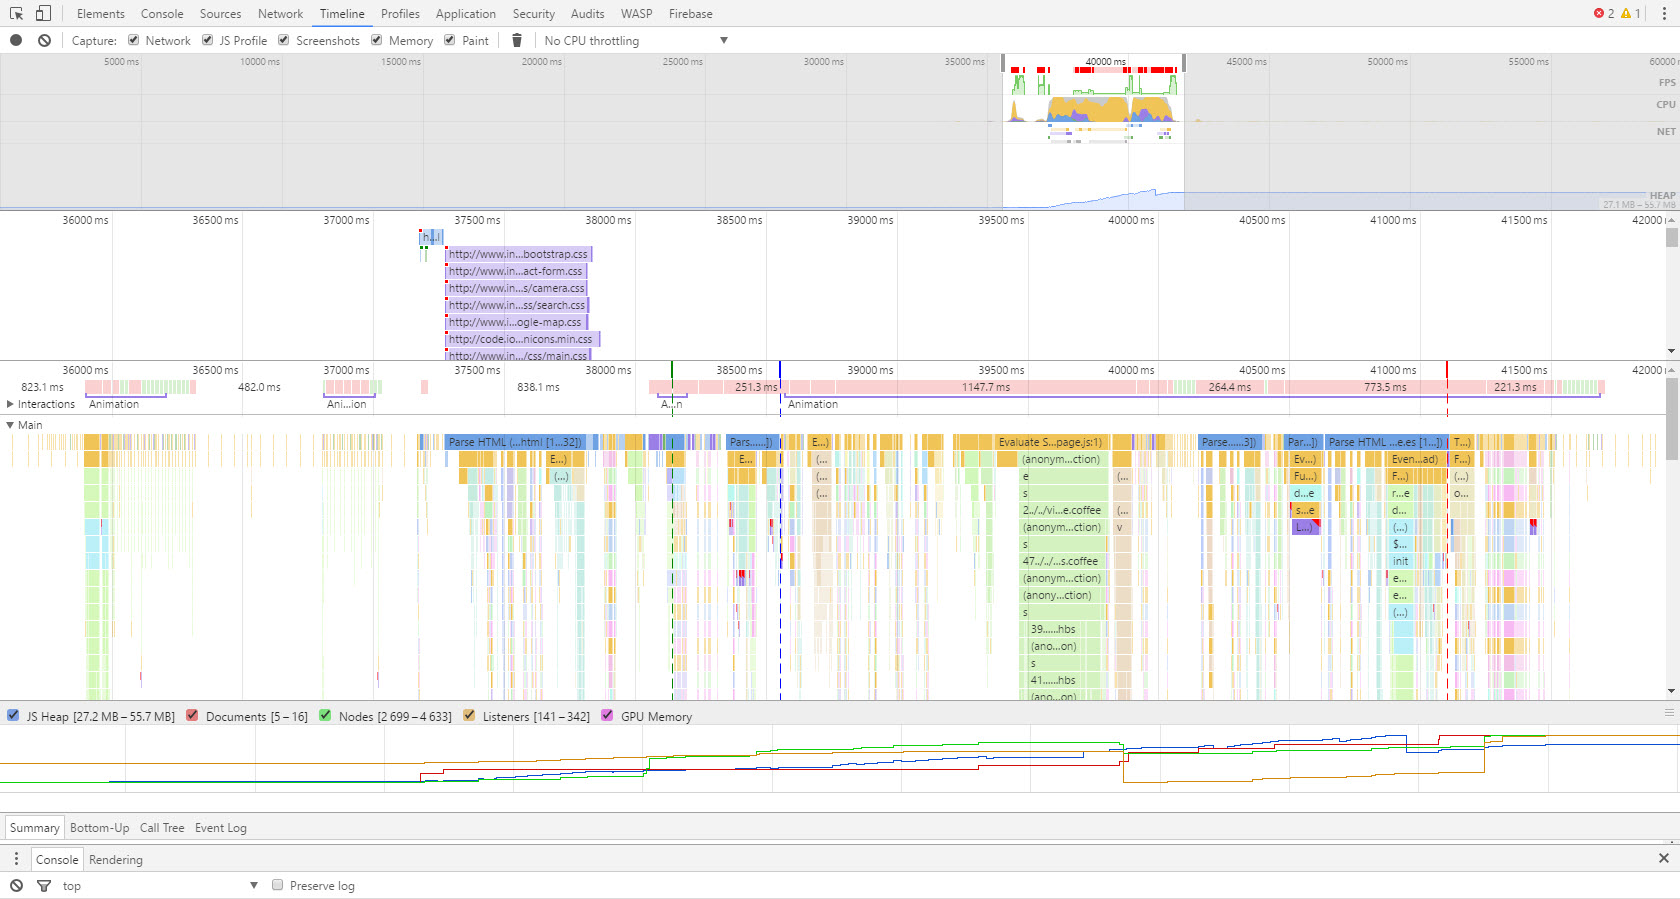 Elements Console Sources Network Timeline Profiles Application Security Audits WASP Firebase 2 1
Capture: Network JS Profile Screenshots Memory Paint No CPU throttling
5000 ms 10000 ms 15000 ms 20000 ms 25000 ms 30000 ms 35000 ms 40000 ms 45000 ms 50000 ms 55000 ms 60000
FPS
CPU
NET
HEAP
27.1 MB – 55.7 MB
36000 ms 36500 ms 37000 ms 37500 ms 38000 ms 38500 ms 39000 ms 39500 ms 40000 ms 40500 ms 41000 ms 41500 ms 42000
h...l
http://www.in...bootstrap.css
http://www.in...act-form.css
http://www.in...s/camera.css
http://www.in...ss/search.css
http://www.i...ogle-map.css
http://code.io...nicons.min.css
http://www.in.../css/main.css
36000 ms 36500 ms 37000 ms 37500 ms 38000 ms 38500 ms 39000 ms 39500 ms 40000 ms 40500 ms 41000 ms 41500 ms 42000
823.1 ms 482.0 ms 838.1 ms 251.3 ms 1147.7 ms 264.4 ms 773.5 ms 221.3 ms
Interactions Animation Ani...ion A...n Animation
Main
Parse HTML (...html [1...32]) Pars......]) E...) Evaluate S...page.js:1) Parse....3]) Par...]) Parse HTML ...e.es [1...]) T...)
E...) E... (... (anonym...ction) Ev...) Even...ad) F...)
(...) (... e (... Fu...) F...) (...)
(... s d...e r...e o...
2../../vi...e.coffee (... s...e d...
(anonym...ction) v L...) (...)
s $...
47../../...s.coffee init
(anonym...ction) e...
(anony...ction) e...
s (...)
39......hbs
(ano...on)
s
41......hbs
(ano...on)
JS Heap [27.2 MB – 55.7 MB] Documents [5 – 16] Nodes [2 699 – 4 633] Listeners [141 – 342] GPU Memory
Summary Bottom-Up Call Tree Event Log
Console Rendering
top Preserve log